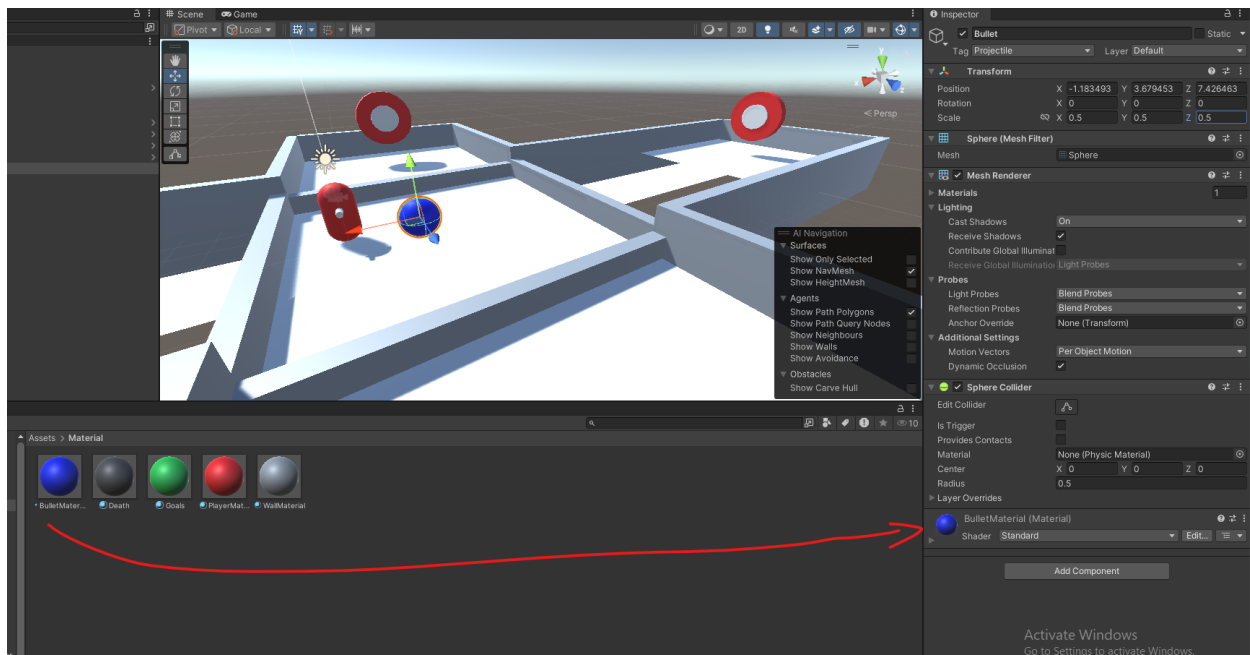 Scene Game
Pivot Local 2D
y
x
z
Persp
AI Navigation
Surfaces
Show Only Selected
Show NavMesh
Show HeightMesh
Agents
Show Path Polygons
Show Path Query Nodes
Show Neighbours
Show Walls
Show Avoidance
Obstacles
Show Carve Hull
10
Assets > Material
BulletMater... Death Goals PlayerMat... WallMaterial
Inspector
Bullet Static
Tag Projectile Layer Default
Transform
Position X -1.183493 Y 3.679453 Z 7.426463
Rotation X 0 Y 0 Z 0
Scale X 0.5 Y 0.5 Z 0.5
Sphere (Mesh Filter)
Mesh Sphere
Mesh Renderer
Materials 1
Lighting
Cast Shadows On
Receive Shadows
Contribute Global Illuminat
Receive Global Illuminatio Light Probes
Probes
Light Probes Blend Probes
Reflection Probes Blend Probes
Anchor Override None (Transform)
Additional Settings
Motion Vectors Per Object Motion
Dynamic Occlusion
Sphere Collider
Edit Collider
Is Trigger
Provides Contacts
Material None (Physic Material)
Center X 0 Y 0 Z 0
Radius 0.5
Layer Overrides
BulletMaterial (Material)
Shader Standard Edit...
Add Component
Activate Windows
Go to Settings to activate Windows.